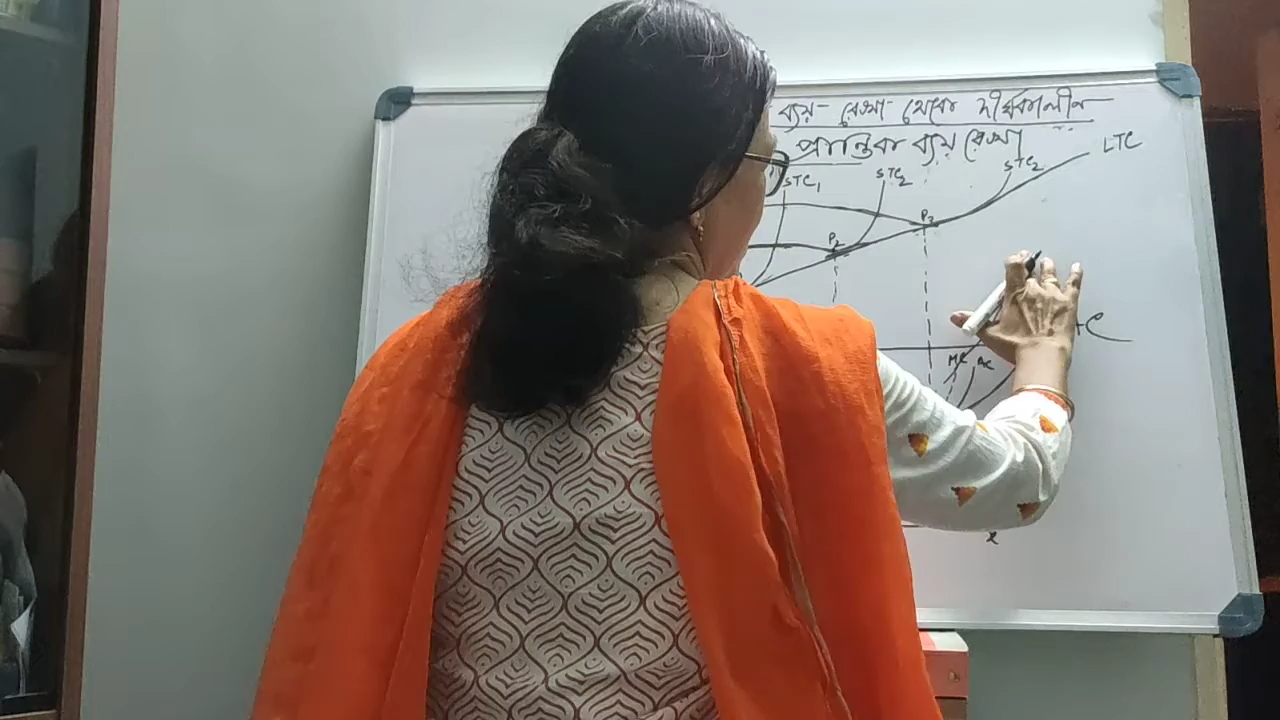 ব্যয়- রেখা থেকে দীর্ঘকালীন
প্রান্তিক ব্যয় রেখা
LTC
STC₁
STC₂
STC₂
P₂
P₃
MC
AC
x